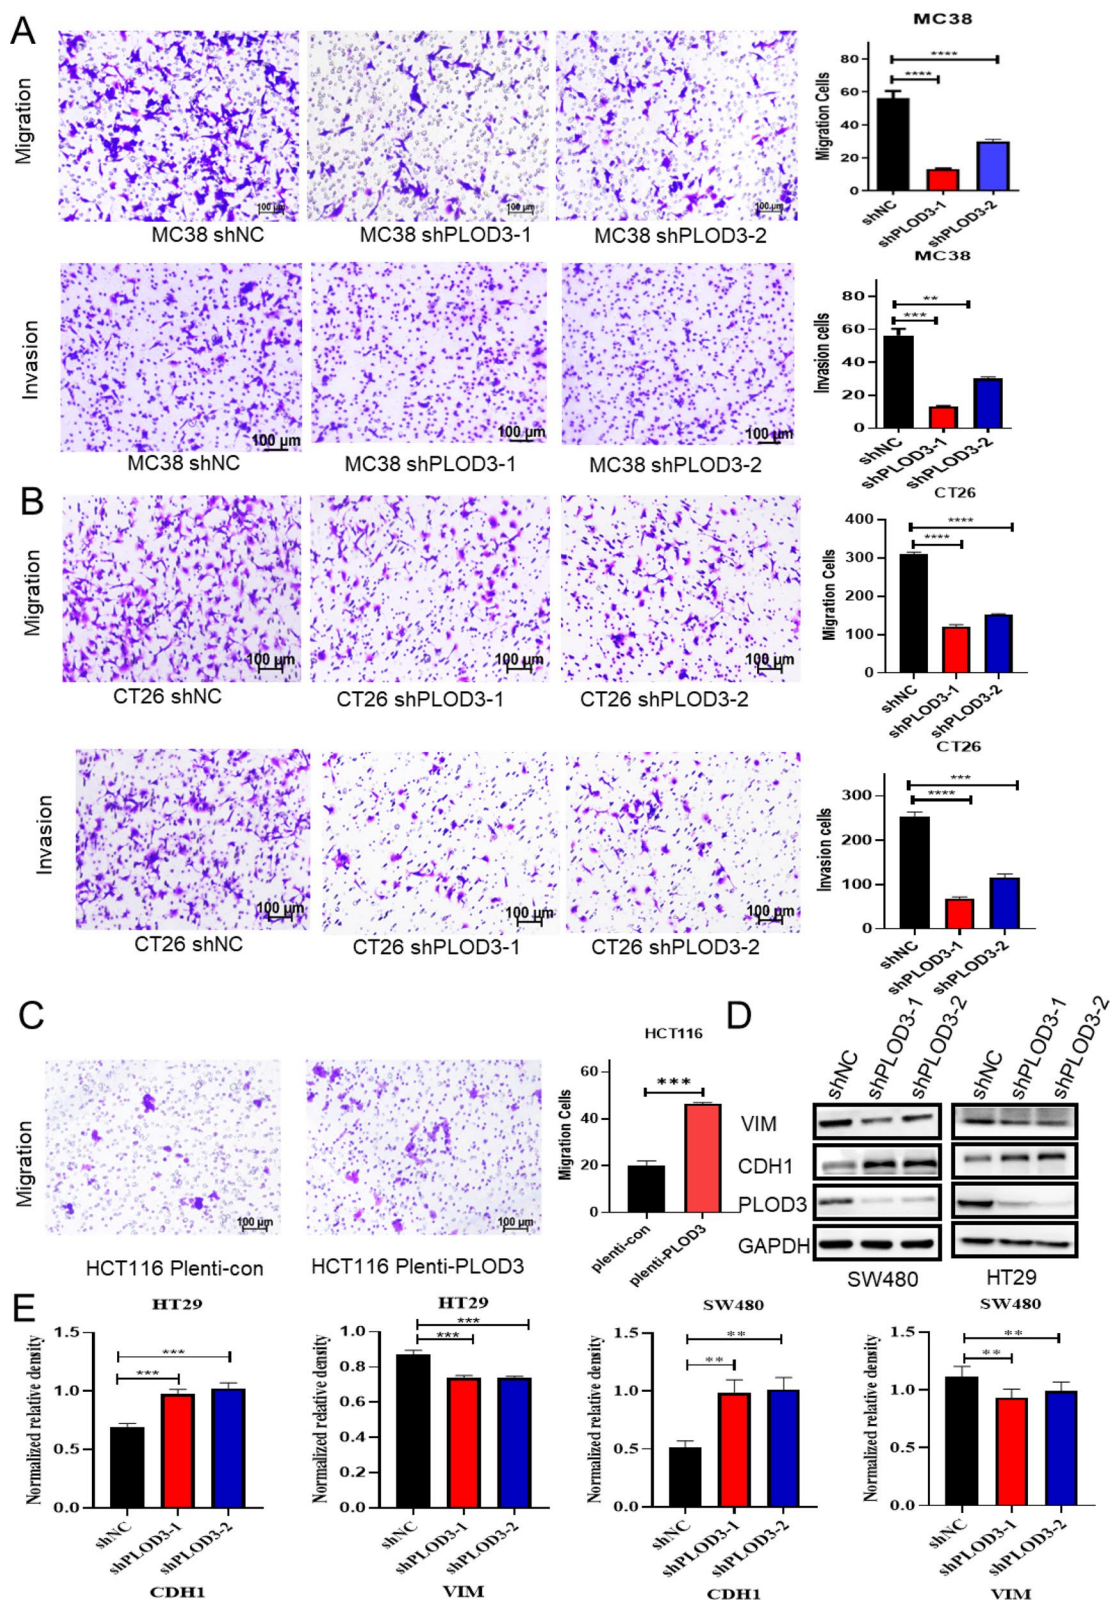 A
Migration
100 µm
100 µm
100 µm
MC38 shNC
MC38 shPLOD3-1
MC38 shPLOD3-2
MC38
Migration Cells
80
60
40
20
0
****
****
shNC
shPLOD3-1
shPLOD3-2
Invasion
100 µm
100 µm
100 µm
MC38 shNC
MC38 shPLOD3-1
MC38 shPLOD3-2
MC38
Invasion cells
80
60
40
20
0
**
***
shNC
shPLOD3-1
shPLOD3-2
B
Migration
100 µm
100 µm
100 µm
CT26 shNC
CT26 shPLOD3-1
CT26 shPLOD3-2
CT26
Migration Cells
400
300
200
100
0
****
****
shNC
shPLOD3-1
shPLOD3-2
Invasion
100 µm
100 µm
100 µm
CT26 shNC
CT26 shPLOD3-1
CT26 shPLOD3-2
CT26
Invasion cells
300
200
100
0
***
****
shNC
shPLOD3-1
shPLOD3-2
C
Migration
100 µm
100 µm
HCT116 Plenti-con
HCT116 Plenti-PLOD3
HCT116
Migration Cells
60
40
20
0
***
plenti-con
plenti-PLOD3
D
shNC
shPLOD3-1
shPLOD3-2
shNC
shPLOD3-1
shPLOD3-2
VIM
CDH1
PLOD3
GAPDH
SW480
HT29
E
HT29
Normalized relative density
1.5
1.0
0.5
0.0
***
***
shNC
shPLOD3-1
shPLOD3-2
CDH1
HT29
Normalized relative density
1.0
0.8
0.6
0.4
0.2
0.0
***
***
shNC
shPLOD3-1
shPLOD3-2
VIM
SW480
Normalized relative density
1.5
1.0
0.5
0.0
**
**
shNC
shPLOD3-1
shPLOD3-2
CDH1
SW480
Normalized relative density
1.5
1.0
0.5
0.0
**
**
shNC
shPLOD3-1
shPLOD3-2
VIM